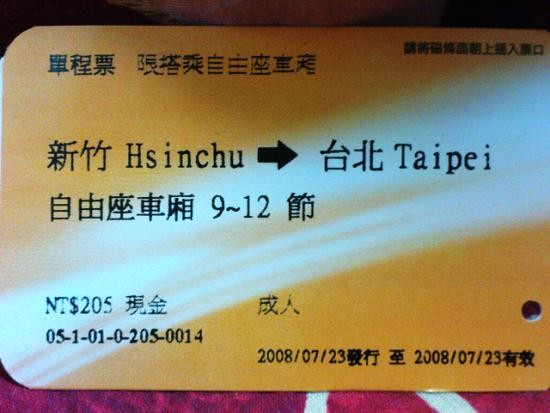 請將磁條面朝上插入票口
單程票 限搭乘自由座車廂
新竹 Hsinchu ➡ 台北 Taipei
自由座車廂 9~12 節
NT$205 現金 成人
05-1-01-0-205-0014
2008/07/23發行 至 2008/07/23有效